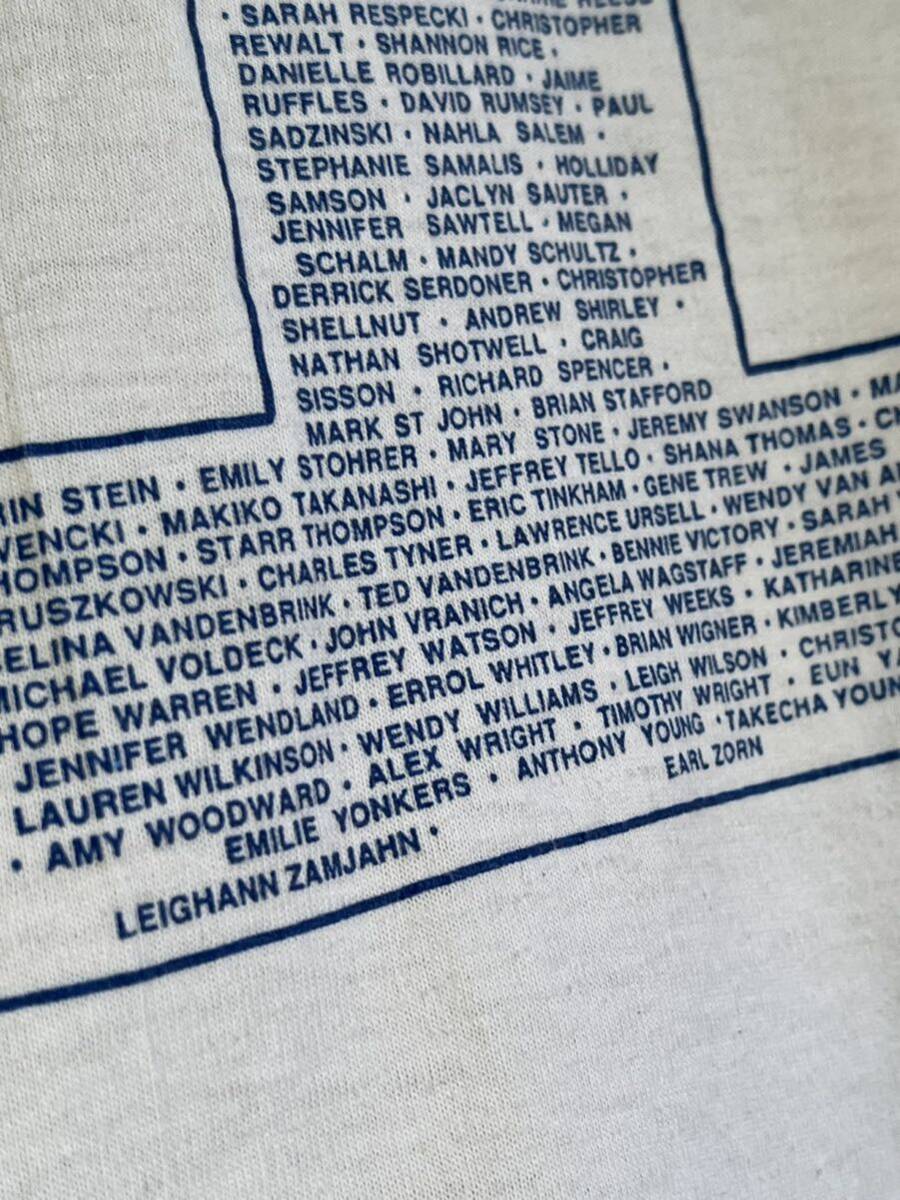 · SARAH RESPECKI · CHRISTOPHER
REWALT · SHANNON RICE ·
DANIELLE ROBILLARD · JAIME
RUFFLES · DAVID RUMSEY · PAUL
SADZINSKI · NAHLA SALEM ·
STEPHANIE SAMALIS · HOLLIDAY
SAMSON · JACLYN SAUTER ·
JENNIFER SAWTELL · MEGAN
SCHALM · MANDY SCHULTZ ·
DERRICK SERDONER · CHRISTOPHER
SHELLNUT · ANDREW SHIRLEY ·
NATHAN SHOTWELL · CRAIG
SISSON · RICHARD SPENCER ·
MARK ST JOHN · BRIAN STAFFORD
STEIN · EMILY STOHRER · MARY STONE · JEREMY SWANSON ·
· MAKIKO TAKANASHI · JEFFREY TELLO · SHANA THOMAS ·
HOMPSON · STARR THOMPSON · ERIC TINKHAM · GENE TREW · JAMES
RUSZKOWSKI · CHARLES TYNER · LAWRENCE URSELL · WENDY VAN
ELINA VANDENBRINK · TED VANDENBRINK · BENNIE VICTORY · SARAH
MICHAEL VOLDECK · JOHN VRANICH · ANGELA WAGSTAFF · JEREMIAH
HOPE WARREN · JEFFREY WATSON · JEFFREY WEEKS · KATHARINE
JENNIFER WENDLAND · ERROL WHITLEY · BRIAN WIGNER · KIMBERLY
LAUREN WILKINSON · WENDY WILLIAMS · LEIGH WILSON · CHRISTO
· AMY WOODWARD · ALEX WRIGHT · TIMOTHY WRIGHT · EUN
EMILIE YONKERS · ANTHONY YOUNG · TAKECHA YOUN
LEIGHANN ZAMJAHN · EARL ZORN